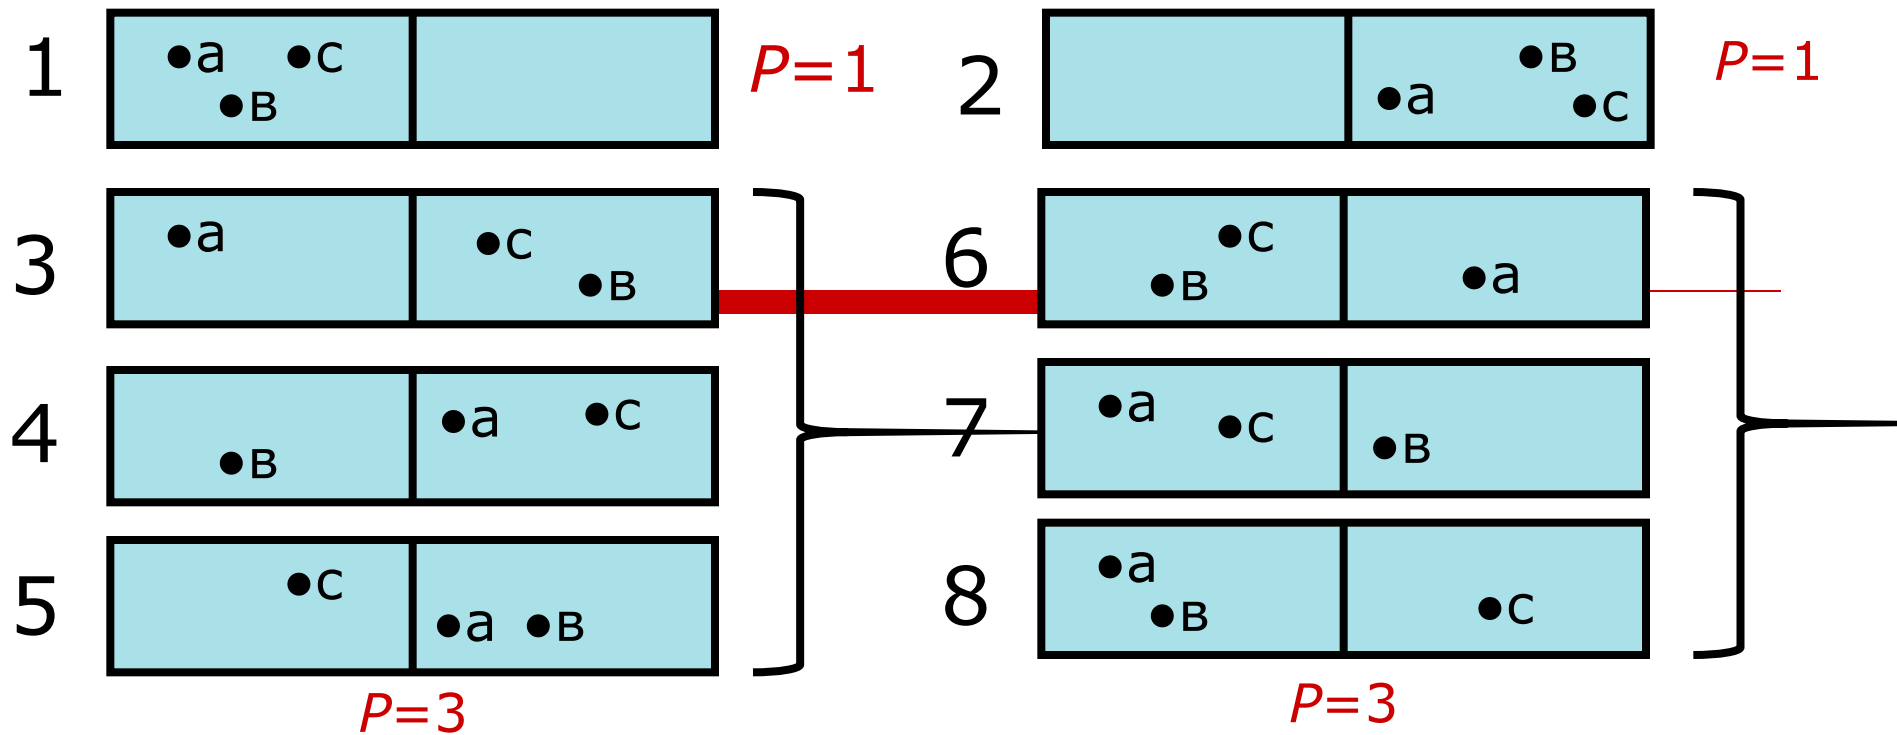 1 а с в P=1
2 а в с P=1
3 а с в
6 в с а
4 в а с
7 а с в
5 с а в
8 а в с
P=3
P=3